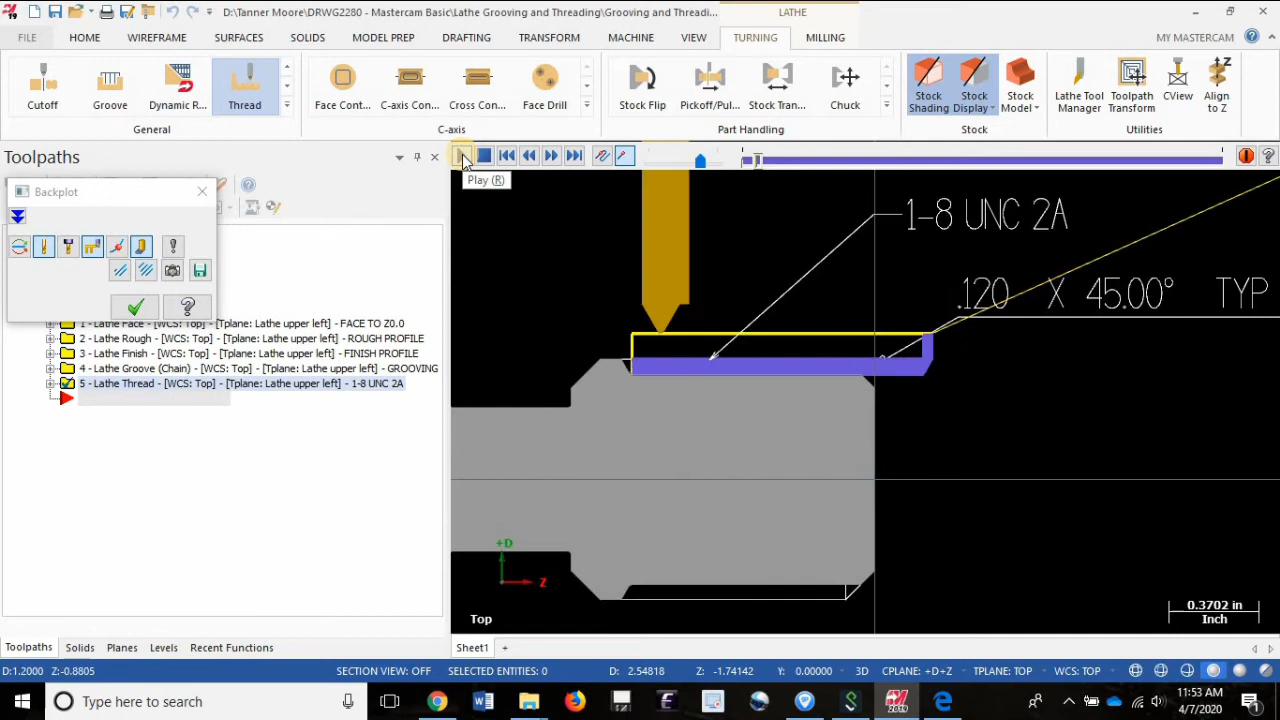 19
D:\Tanner Moore\DRWG2280 - Mastercam Basic\Lathe Grooving and Threading\Grooving and Threadi...
LATHE
FILE HOME WIREFRAME SURFACES SOLIDS MODEL PREP DRAFTING TRANSFORM MACHINE VIEW TURNING MILLING MY MASTERCAM
Cutoff Groove Dynamic R... Thread Face Cont... C-axis Con... Cross Con... Face Drill Stock Flip Pickoff/Pul... Stock Tran... Chuck Stock Shading Stock Display Stock Model Lathe Tool Manager Toolpath Transform CView Align to Z
General C-axis Part Handling Stock Utilities
Toolpaths
Play (R)
Backplot
1-8 UNC 2A
.120 X 45.00° TYP
1 - Lathe Face - [WCS: Top] - [Tplane: Lathe upper left] - FACE TO Z0.0
2 - Lathe Rough - [WCS: Top] - [Tplane: Lathe upper left] - ROUGH PROFILE
3 - Lathe Finish - [WCS: Top] - [Tplane: Lathe upper left] - FINISH PROFILE
4 - Lathe Groove (Chain) - [WCS: Top] - [Tplane: Lathe upper left] - GROOVING
5 - Lathe Thread - [WCS: Top] - [Tplane: Lathe upper left] - 1-8 UNC 2A
+D
Z
Top
0.3702 in
Inch
Toolpaths Solids Planes Levels Recent Functions
Sheet1 +
D:1.2000 Z:-0.8805 SECTION VIEW: OFF SELECTED ENTITIES: 0 D: 2.54818 Z: -1.74142 Y: 0.00000 3D CPLANE: +D+Z TPLANE: TOP WCS: TOP
Type here to search
11:53 AM
4/7/2020